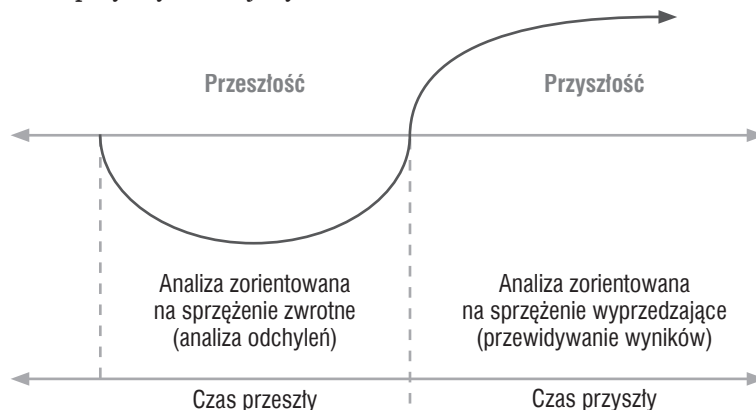 Przeszłość
Przyszłość
Analiza zorientowana
na sprzężenie zwrotne
(analiza odchyleń)
Analiza zorientowana
na sprzężenie wyprzedzające
(przewidywanie wyników)
Czas przeszły
Czas przyszły